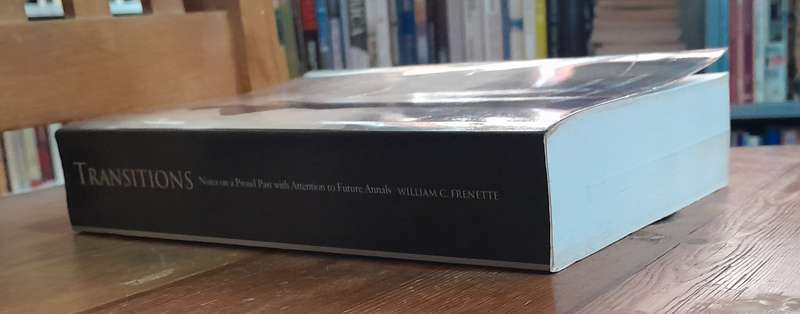 TRANSITIONS Notes on a Proud Past with Attention to Future Annals WILLIAM C. FRENETTE